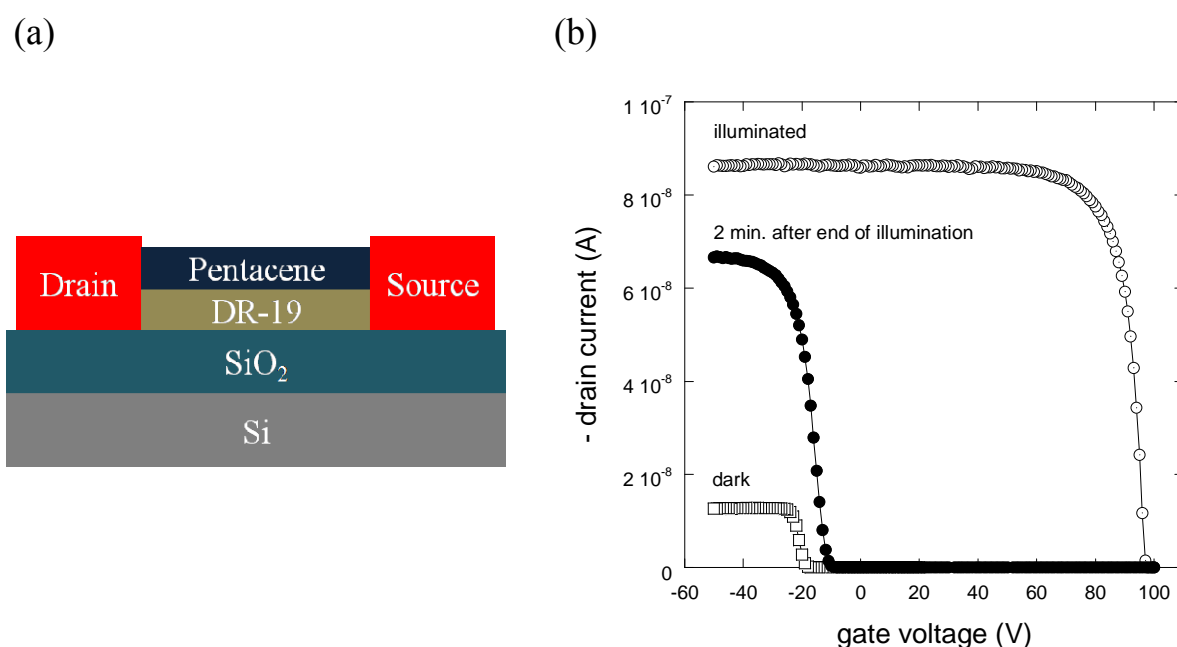 (a)
(b)
Drain
Pentacene
DR-19
Source
SiO₂
Si
1 10⁻⁷
8 10⁻⁸
6 10⁻⁸
4 10⁻⁸
2 10⁻⁸
0
- drain current (A)
illuminated
2 min. after end of illumination
dark
-60 -40 -20 0 20 40 60 80 100
gate voltage (V)